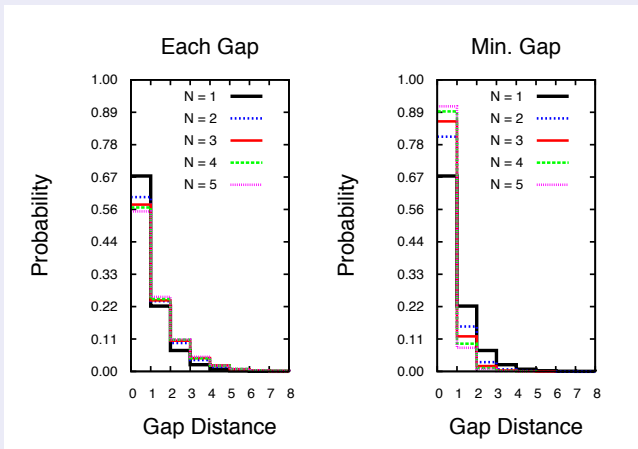 Each Gap
1.00
0.89
0.78
0.67
0.56
0.44
0.33
0.22
0.11
0.00
Probability
N = 1
N = 2
N = 3
N = 4
N = 5
0 1 2 3 4 5 6 7 8
Gap Distance
Min. Gap
1.00
0.89
0.78
0.67
0.56
0.44
0.33
0.22
0.11
0.00
Probability
N = 1
N = 2
N = 3
N = 4
N = 5
0 1 2 3 4 5 6 7 8
Gap Distance